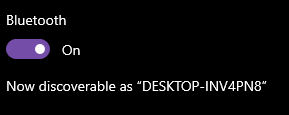 Bluetooth
On
Now discoverable as “DESKTOP-INV4PN8”